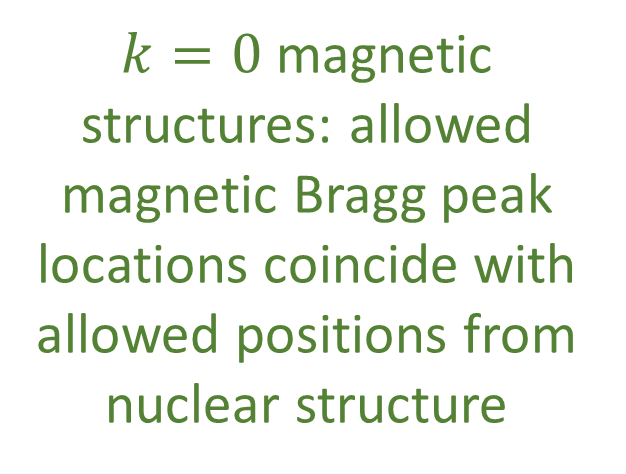 k = 0 magnetic
structures: allowed
magnetic Bragg peak
locations coincide with
allowed positions from
nuclear structure